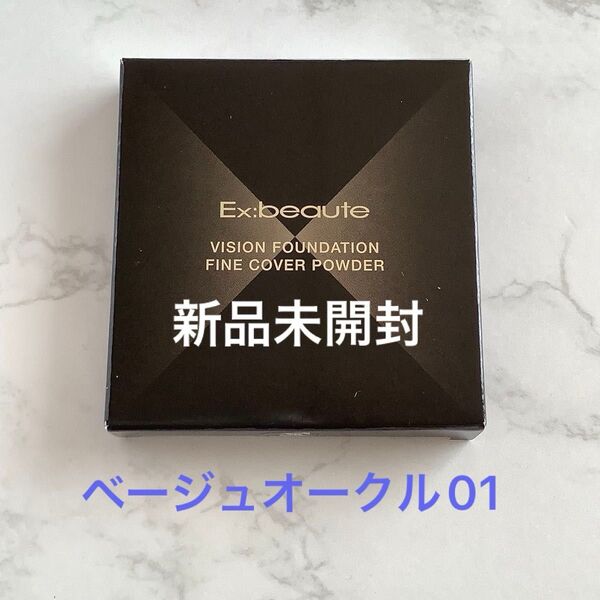 Ex:beaute
VISION FOUNDATION
FINE COVER POWDER
新品未開封
ベージュオークル01